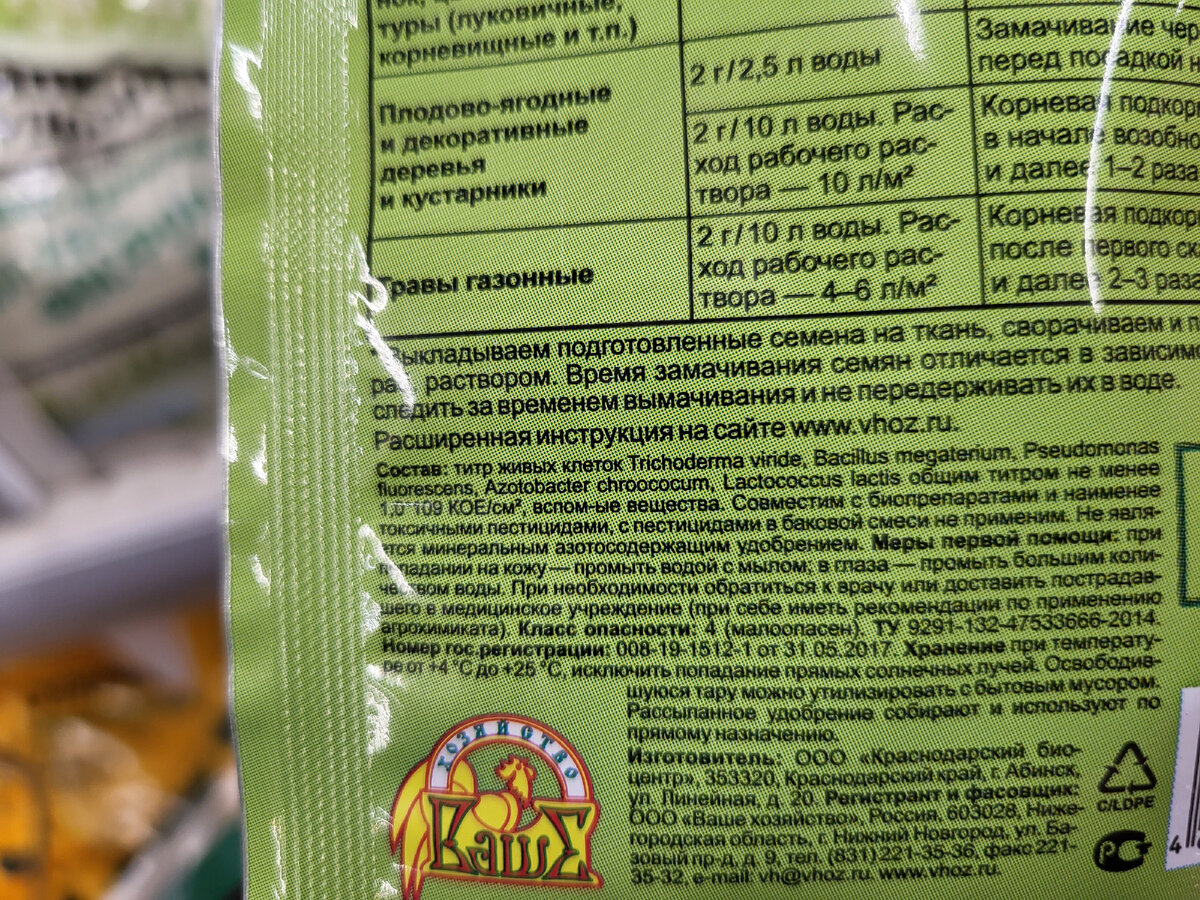 туры (луковичные,
корневищные и т.п.)
Плодово-ягодные
и декоративные
деревья
и кустарники
2 г/2,5 л воды
Замачивание
перед посадкой
2 г/10 л воды. Рас-
ход рабочего рас-
твора — 10 л/м²
Корневая подкор
в начале возобно
и далее 1–2 раза
Травы газонные
2 г/10 л воды. Рас-
ход рабочего рас-
твора — 4–6 л/м²
Корневая подкор
после первого
и далее 2–3 раза
Выкладываем подготовленные семена на ткань, сворачиваем и
раствором. Время замачивания семян отличается в зависим
следить за временем вымачивания и не передерживать их в воде.
Расширенная инструкция на сайте www.vhoz.ru.
Состав: титр живых клеток Trichoderma viride, Bacillus megaterium, Pseudomonas
fluorescens, Azotobacter chroococum, Lactococcus lactis общим титром не менее
1,0 109 КОЕ/см³, вспом-ые вещества. Совместим с биопрепаратами и наименее
токсичными пестицидами, с пестицидами в баковой смеси не применим. Не явля-
ется минеральным азотосодержащим удобрением. Меры первой помощи: при
попадании на кожу — промыть водой с мылом; в глаза — промыть большим коли-
чеством воды. При необходимости обратиться к врачу или доставить пострадав-
шего в медицинское учреждение (при себе иметь рекомендации по применению
агрохимиката). Класс опасности: 4 (малоопасен). ТУ 9291-132-47533666-2014.
Номер гос.регистрации: 008-19-1512-1 от 31.05.2017. Хранение при температу-
ре от +4 °C до +25 °C, исключить попадание прямых солнечных лучей. Освободив-
шуюся тару можно утилизировать с бытовым мусором.
Рассыпанное удобрение собирают и используют по
прямому назначению.
Изготовитель: ООО «Краснодарский био-
центр», 353320, Краснодарский край, г. Абинск,
ул. Линейная, д. 20. Регистрант и фасовщик:
ООО «Ваше хозяйство», Россия, 603028, Ниже-
городская область, г. Нижний Новгород, ул. Ба-
зовый пр-д, д. 9, тел. (831) 221-35-36, факс 221-
35-32, e-mail: vh@vhoz.ru. www.vhoz.ru.
ХОЗЯЙСТВО
ВАШЕ
C/LDPE
РСТ
4